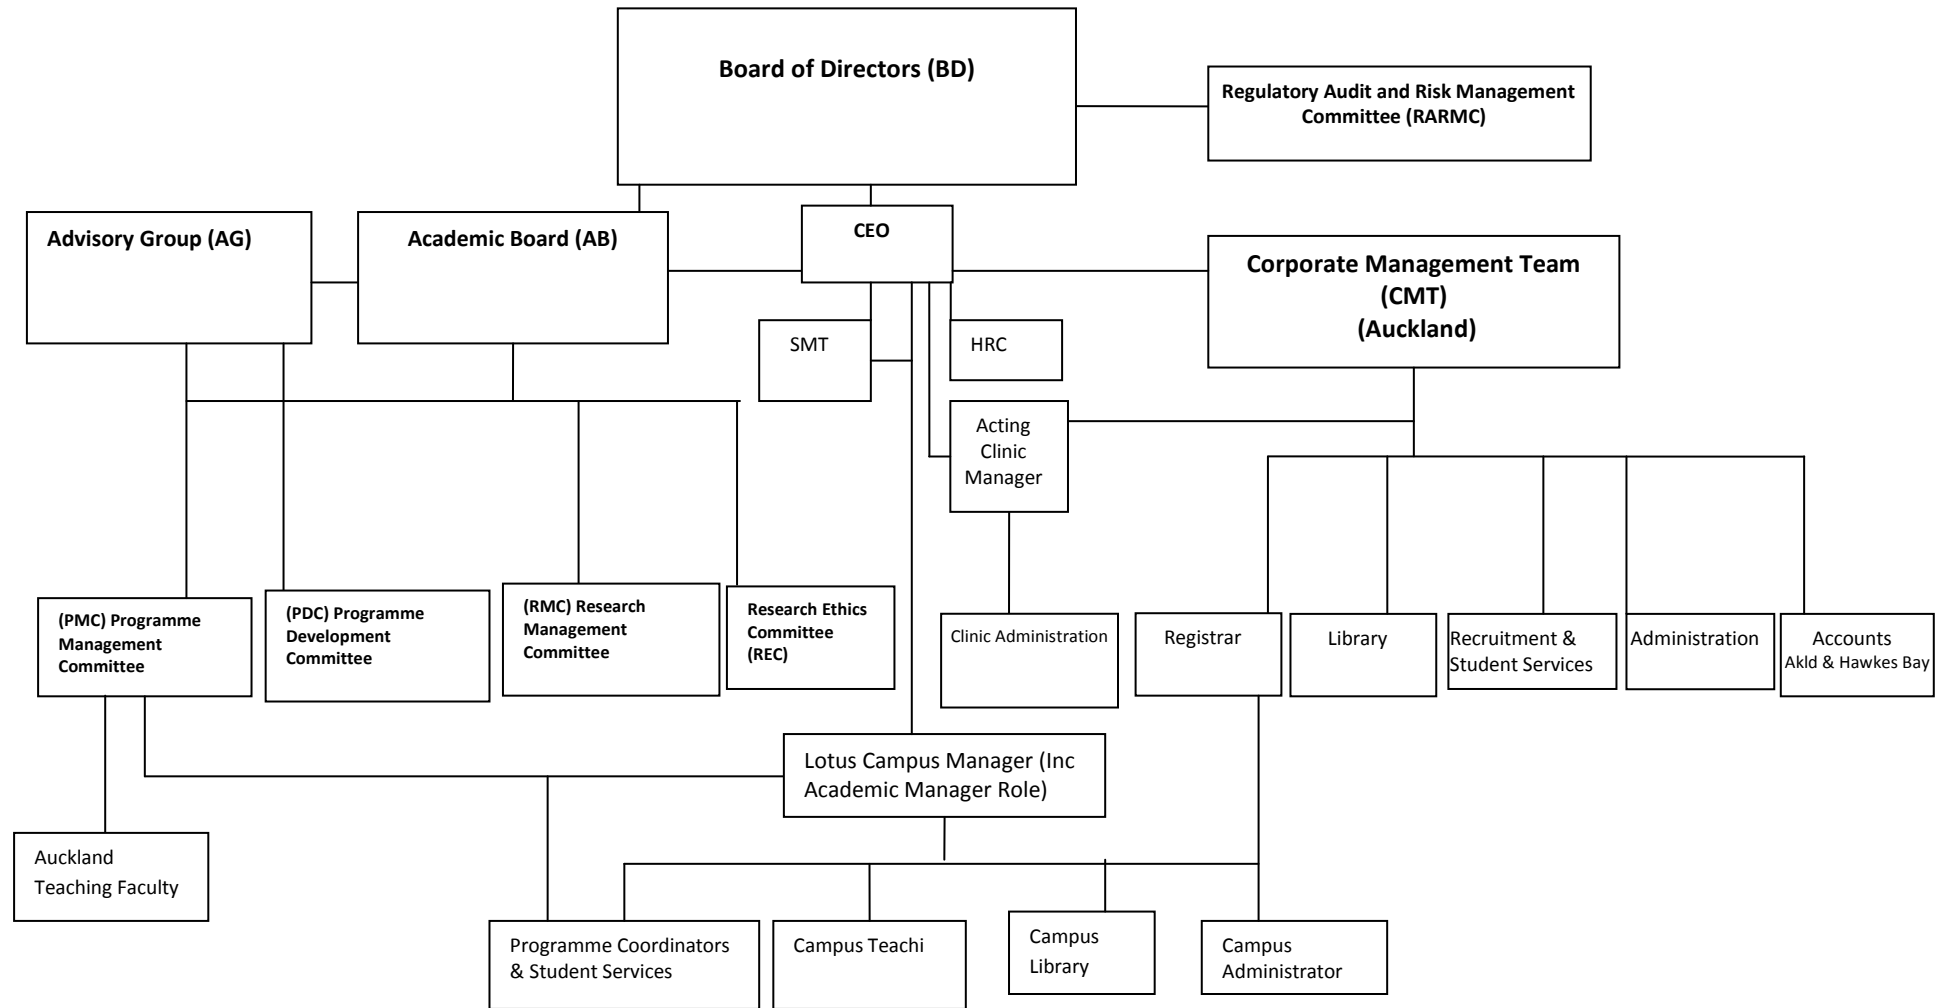 Board of Directors (BD)
Regulatory Audit and Risk Management
Committee (RARMC)
Advisory Group (AG)
Academic Board (AB)
CEO
Corporate Management Team
(CMT)
(Auckland)
SMT
HRC
Acting
Clinic
Manager
(PMC) Programme
Management
Committee
(PDC) Programme
Development
Committee
(RMC) Research
Management
Committee
Research Ethics
Committee
(REC)
Clinic Administration
Registrar
Library
Recruitment &
Student Services
Administration
Accounts
Akld & Hawkes Bay
Lotus Campus Manager (Inc
Academic Manager Role)
Auckland
Teaching Faculty
Programme Coordinators
& Student Services
Campus Teachi
Campus
Library
Campus
Administrator